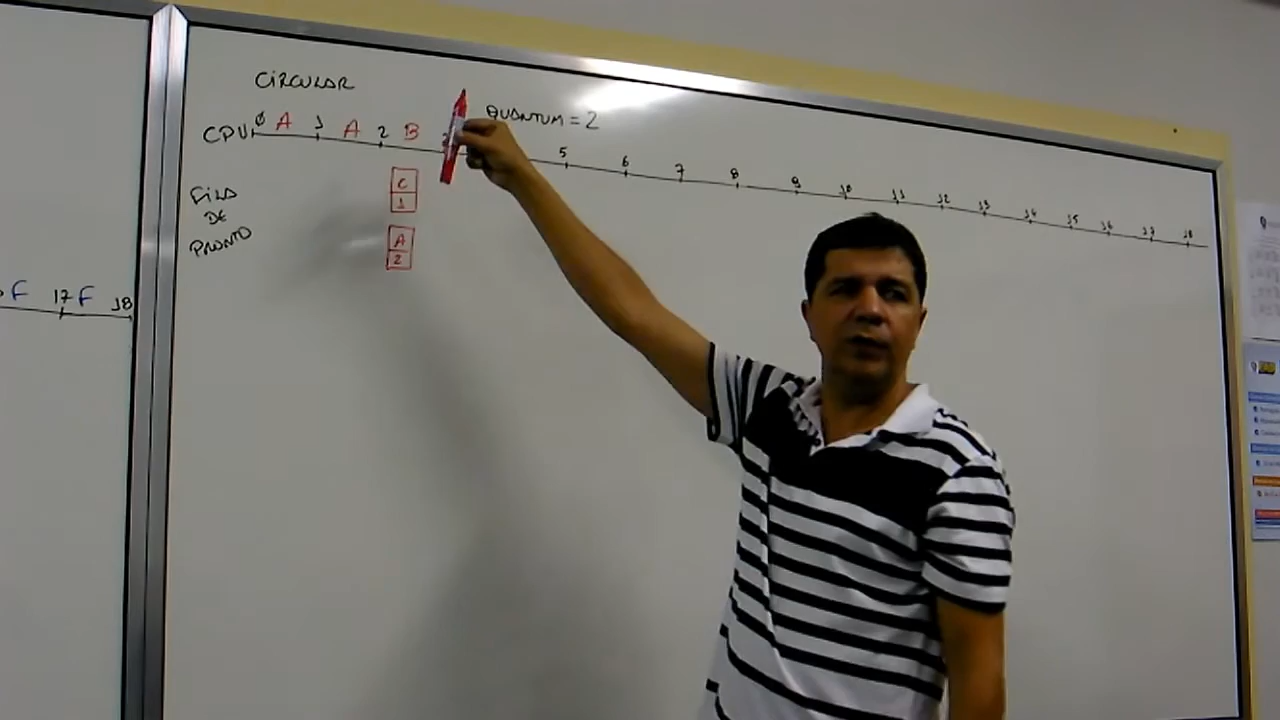 CIRCULAR
QUANTUM = 2
CPU 0 A 1 A 2 B 5 6 7 8 9 10 11 12 13 14 15 16 17 18
FILA
DE
PRONTO
C
1
A
2
F 17 F 18